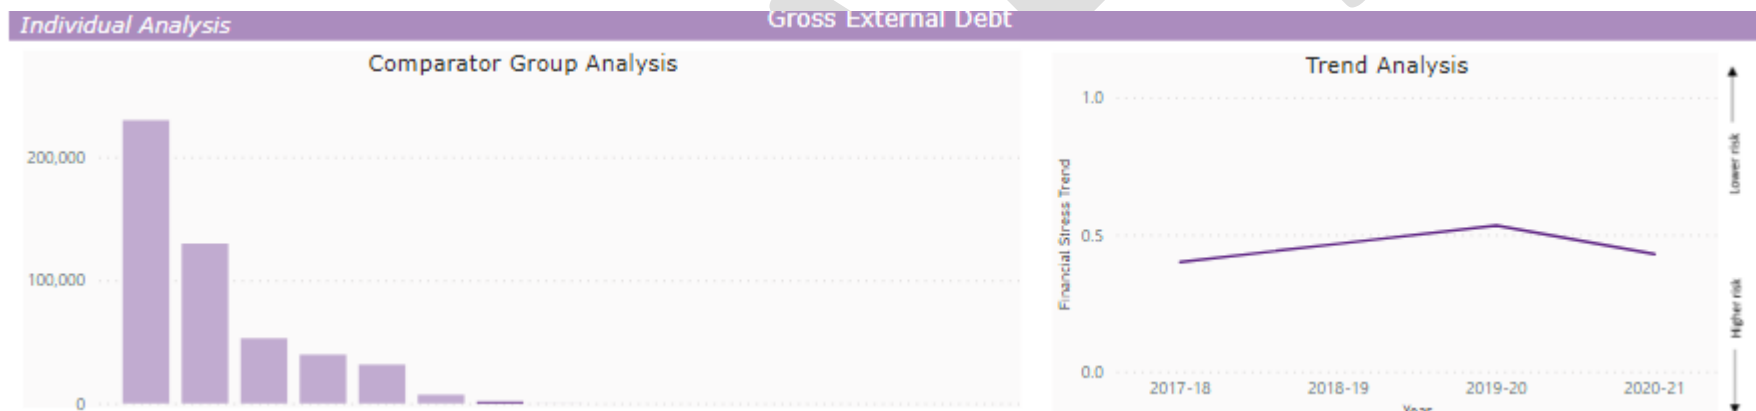 Individual Analysis
Gross External Debt
Comparator Group Analysis
200,000
100,000
0
Trend Analysis
1.0
0.5
0.0
Financial Stress Trend
2017-18
2018-19
2019-20
2020-21
Year
Lower risk
Higher risk